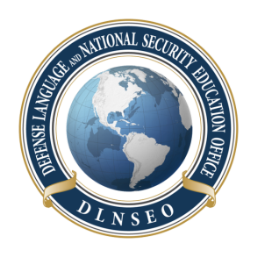 DEFENSE LANGUAGE AND NATIONAL SECURITY EDUCATION OFFICE
DLNSEO